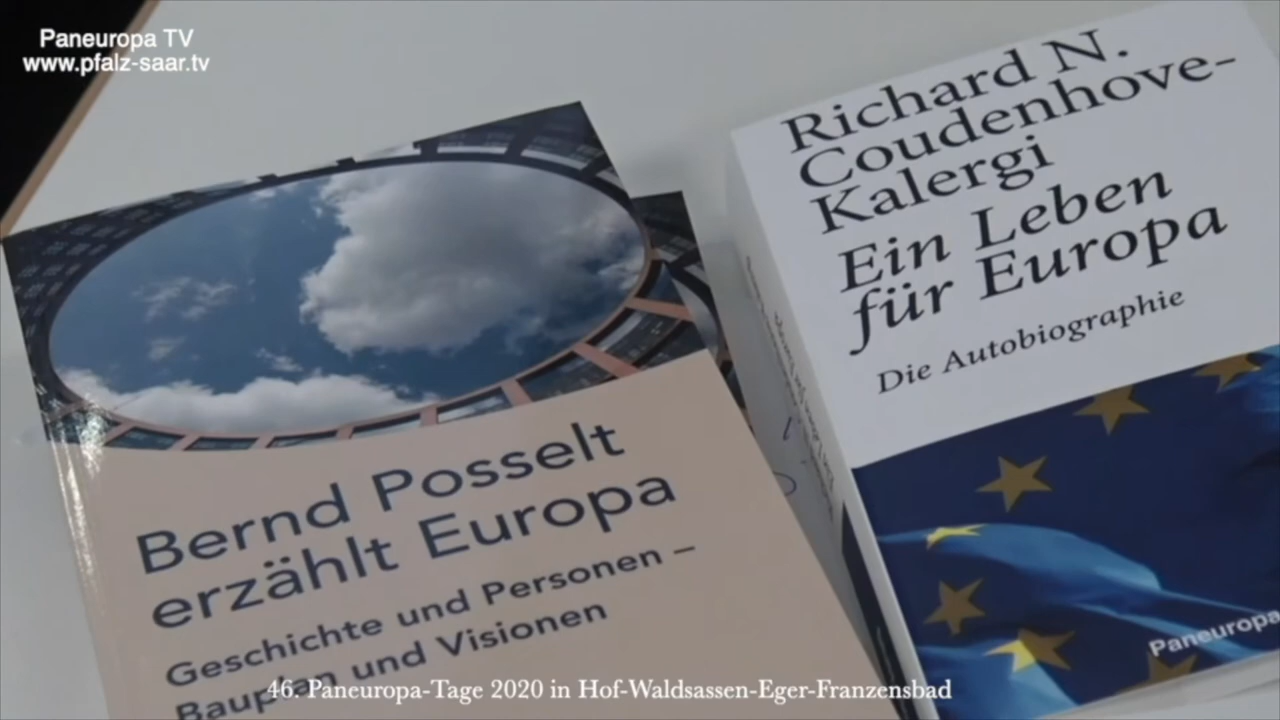 Paneuropa TV
www.pfalz-saar.tv
Bernd Posselt
erzählt Europa
Geschichte und Personen –
Bauplan und Visionen
Richard N.
Coudenhove-
Kalergi
Ein Leben
für Europa
Die Autobiographie
Paneuropa
46. Paneuropa-Tage 2020 in Hof-Waldsassen-Eger-Franzensbad